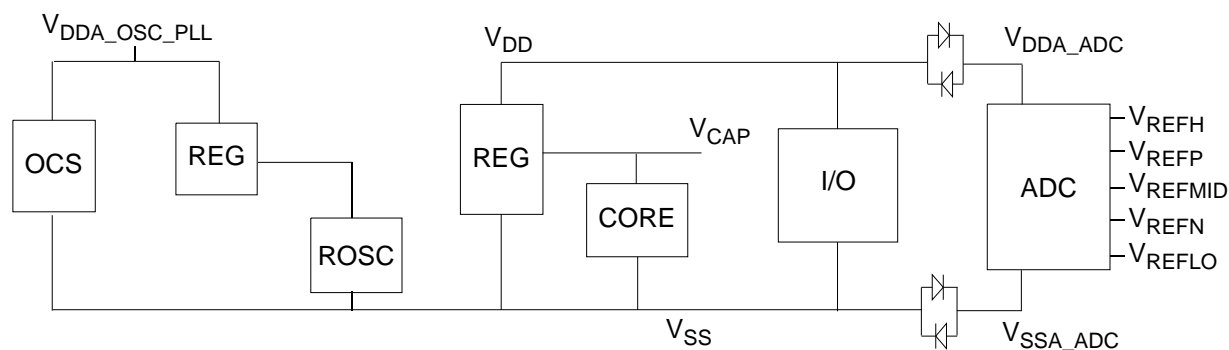 VDDA_OSC_PLL
VDD
VDDA_ADC
OCS
REG
REG
VCAP
CORE
I/O
ADC
VREFH
VREFP
VREFMID
VREFN
VREFLO
ROSC
VSS
VSSA_ADC